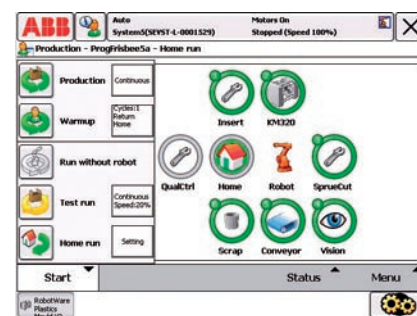 ABB
Auto
System5(SEVST-L-0001529)
Motors On
Stopped (Speed 100%)
Production - ProgFrisbee5a - Home run
Production
Continuous
Warmup
Cycles:1
Return
Home
Run without robot
Test run
Continuous
Speed:20%
Home run
Setting
Insert
KM320
QualCtrl
Home
Robot
SprueCut
Scrap
Conveyor
Vision
Start
Status
Menu
RobotWare
Plastics